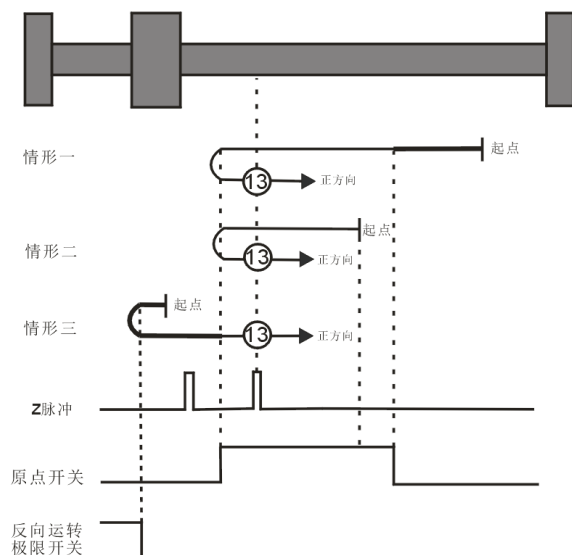 情形一
起点
13
正方向
情形二
起点
13
正方向
情形三
起点
13
正方向
Z脉冲
原点开关
反向运转
极限开关